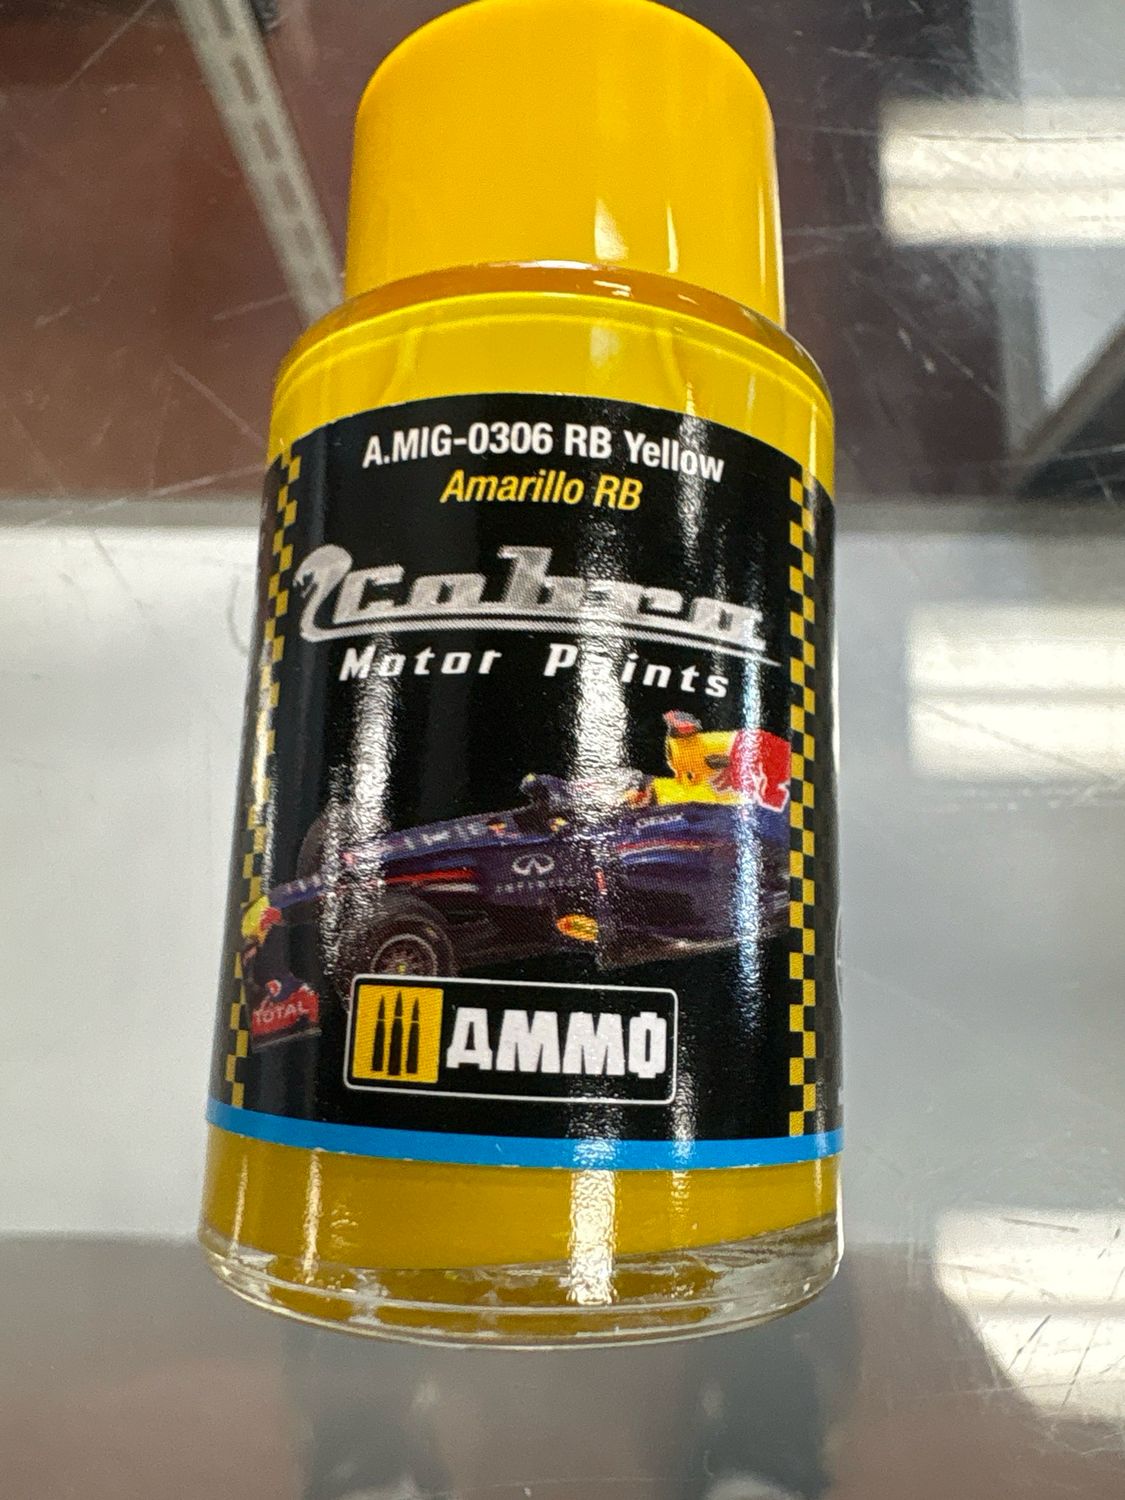 A.MIG-0306 RB Yellow
Amarillo RB
Cobra
Motor Paints
INFINITI
TOTAL
AMMO